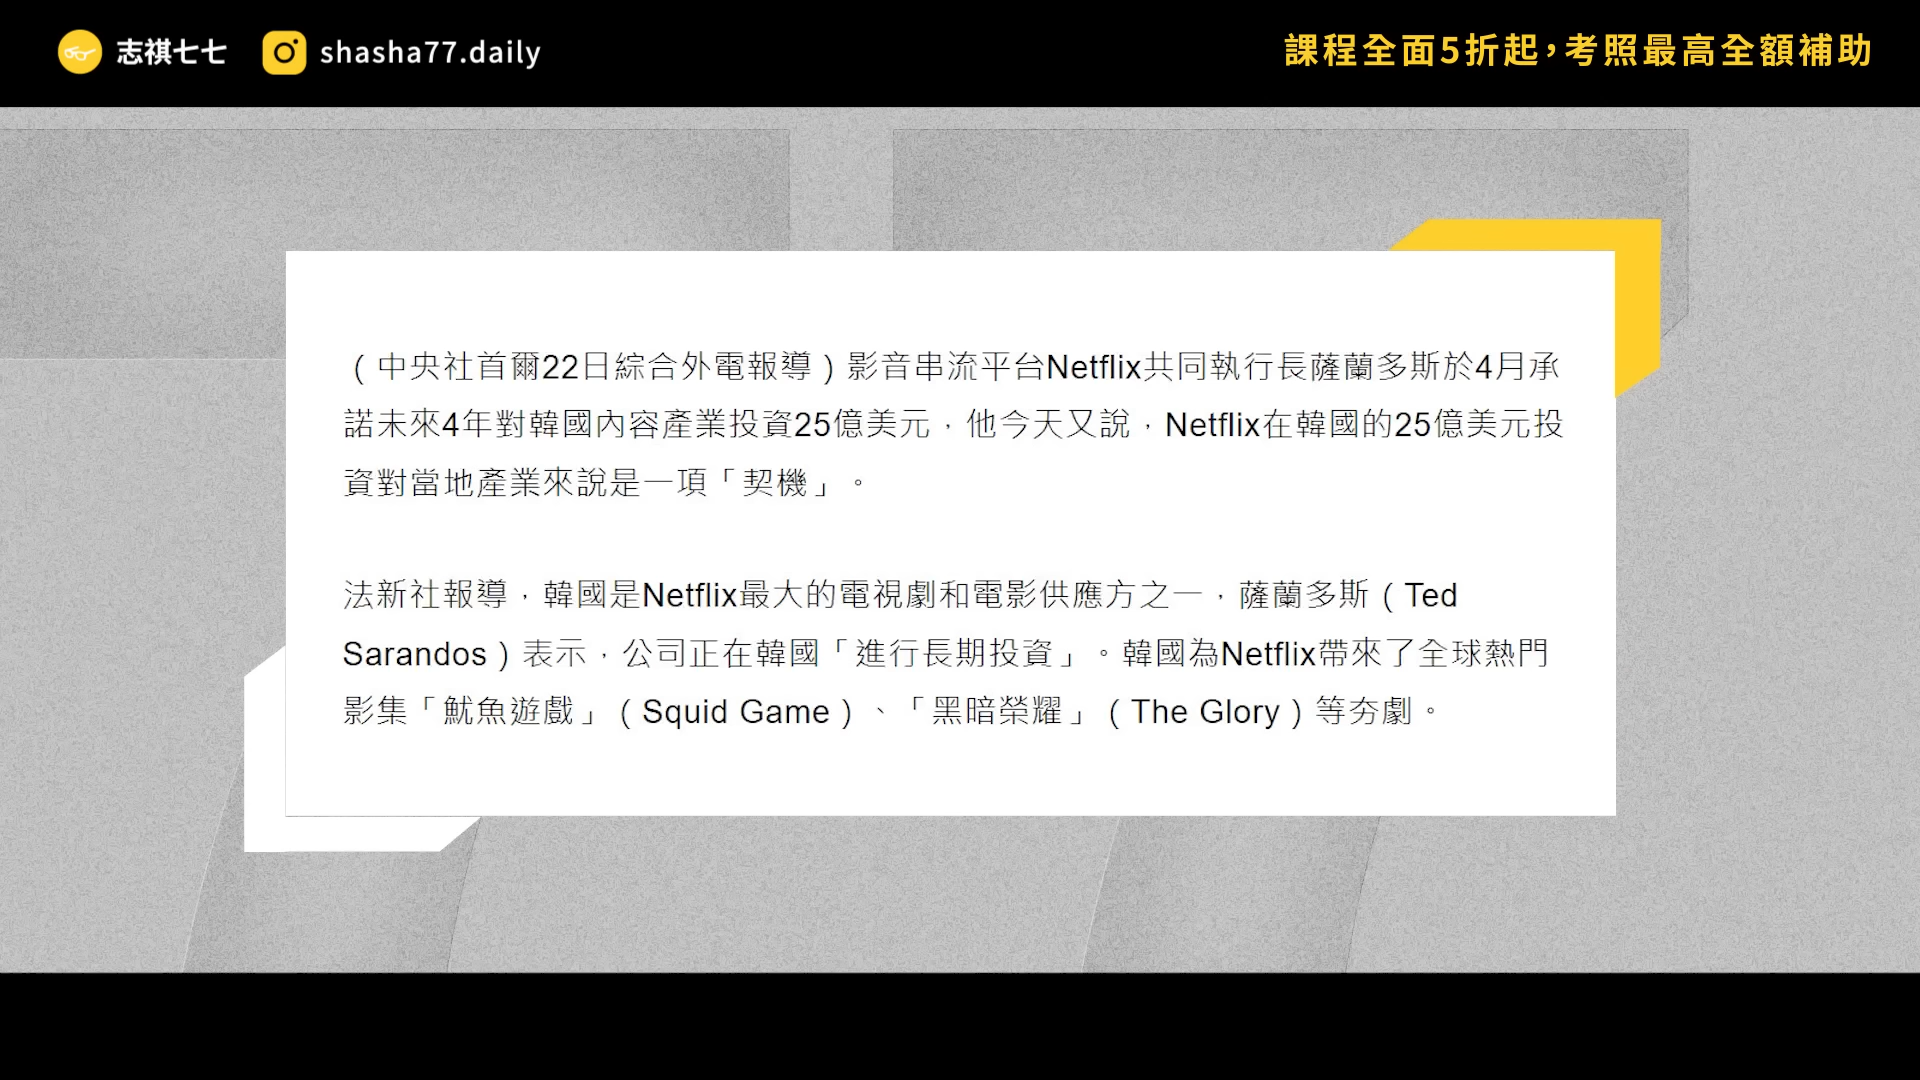 志祺七七 shasha77.daily
課程全面5折起,考照最高全額補助
(中央社首爾22日綜合外電報導)影音串流平台Netflix共同執行長薩蘭多斯於4月承
諾未來4年對韓國內容產業投資25億美元,他今天又說,Netflix在韓國的25億美元投
資對當地產業來說是一項「契機」。
法新社報導,韓國是Netflix最大的電視劇和電影供應方之一,薩蘭多斯(Ted
Sarandos)表示,公司正在韓國「進行長期投資」。韓國為Netflix帶來了全球熱門
影集「魷魚遊戲」(Squid Game)、「黑暗榮耀」(The Glory)等夯劇。